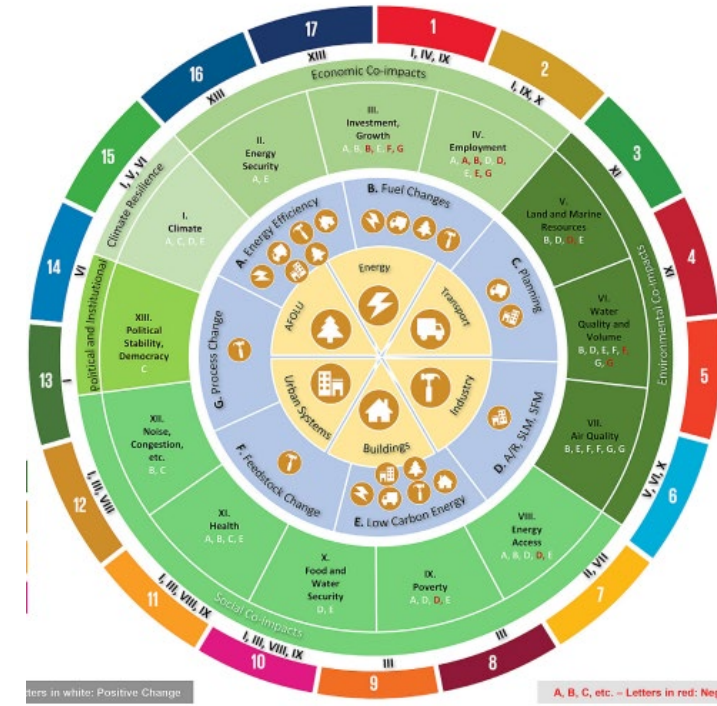 17
1
2
3
4
5
6
7
8
9
10
11
12
13
14
15
16
XIII
I, IV, IX
I, IX, X
XI
XI
V, VI, X
II, VII
III
III
I, III, VIII, IX
I, III, VIII, IX
I, III, VIII
I
VI
I, V, VI
XIII
Economic Co-impacts
Environmental Co-impacts
Social Co-impacts
Political and Institutional
Climate Resilience
I.
Climate
A, C, D, E
II.
Energy
Security
A, E
III.
Investment,
Growth
A, B, B, E, F, G
IV.
Employment
A, A, B, D, D,
E, E, G
V.
Land and Marine
Resources
B, D, D, E
VI.
Water
Quality and
Volume
B, D, E, F, F,
G, G
VII.
Air Quality
B, E, F, F, G, G
VIII.
Energy
Access
A, B, D, D, E
IX.
Poverty
A, D, D, E
X.
Food and
Water
Security
D, E
XI.
Health
A, B, C, E
XII.
Noise,
Congestion,
etc.
B, C
XIII.
Political
Stability,
Democracy
C
A. Energy Efficiency
B. Fuel Changes
C. Planning
D. A/R, SLM, SFM
E. Low Carbon Energy
F. Feedstock Change
G. Process Change
Energy
Transport
Industry
Buildings
Urban Systems
AFOLU
ters in white: Positive Change
A, B, C, etc. – Letters in red: Neg